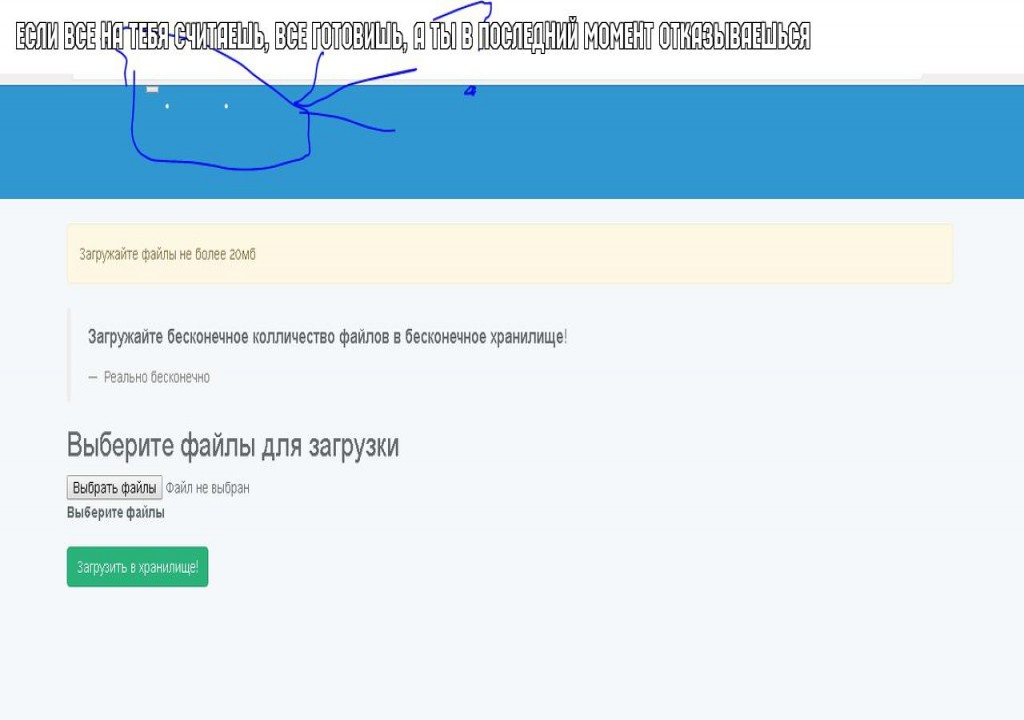 ЕСЛИ ВСЕ НА ТЕБЯ СЧИТАЕШЬ, ВСЕ ГОТОВИШЬ, А ТЫ В ПОСЛЕДНИЙ МОМЕНТ ОТКАЗЫВАЕШЬСЯ
Загружайте файлы не более 20мб
Загружайте бесконечное колличество файлов в бесконечное хранилище!
— Реально бесконечно
Выберите файлы для загрузки
Выбрать файлы Файл не выбран
Выберите файлы
Загрузить в хранилище!